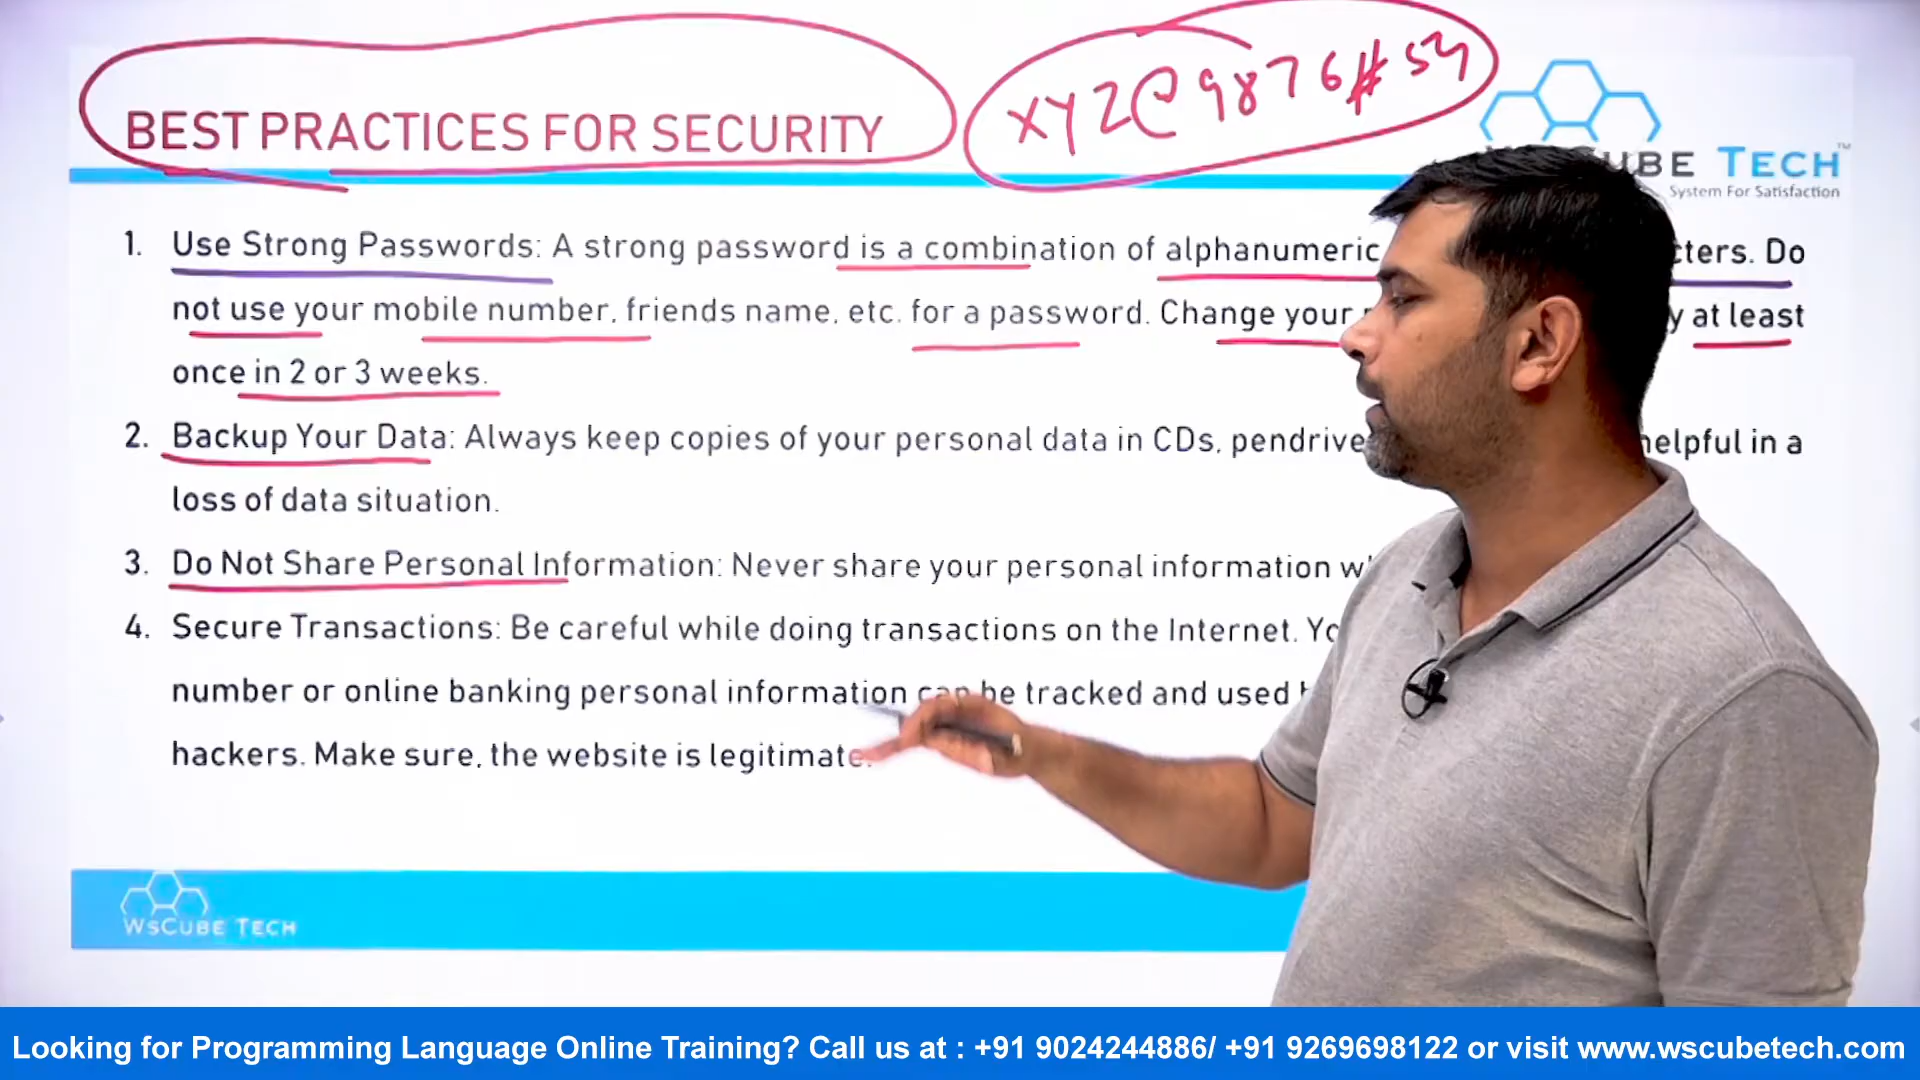 BEST PRACTICES FOR SECURITY
XYZ@9876#
CUBE TECH™
System For Satisfaction
1. Use Strong Passwords: A strong password is a combination of alphanumeric Do
not use your mobile number, friends name, etc. for a password. Change your at least
once in 2 or 3 weeks.
2. Backup Your Data: Always keep copies of your personal data in CDs, helpful in a
loss of data situation.
3. Do Not Share Personal Information: Never share your personal information
4. Secure Transactions: Be careful while doing transactions on the Internet.
number or online banking personal information can be tracked and used
hackers. Make sure, the website is legitimate.
WSCUBE TECH
Looking for Programming Language Online Training? Call us at : +91 9024244886/ +91 9269698122 or visit www.wscubetech.com